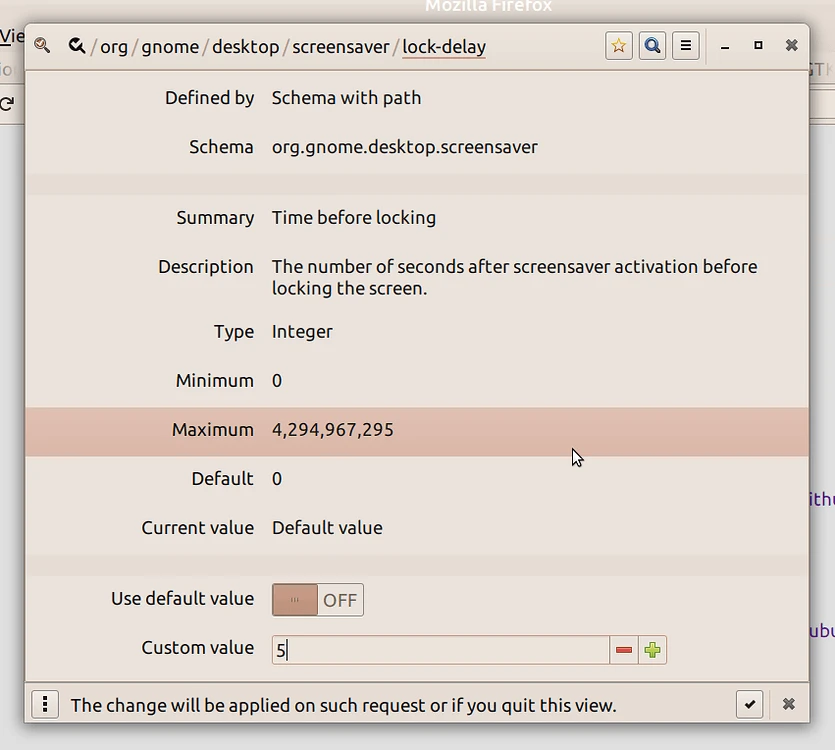 Mozilla Firefox
Vie
/ org / gnome / desktop / screensaver / lock-delay
Defined by Schema with path
Schema org.gnome.desktop.screensaver
Summary Time before locking
Description The number of seconds after screensaver activation before
locking the screen.
Type Integer
Minimum 0
Maximum 4,294,967,295
Default 0
Current value Default value
ithu
Use default value OFF
ubu
Custom value 5
The change will be applied on such request or if you quit this view.